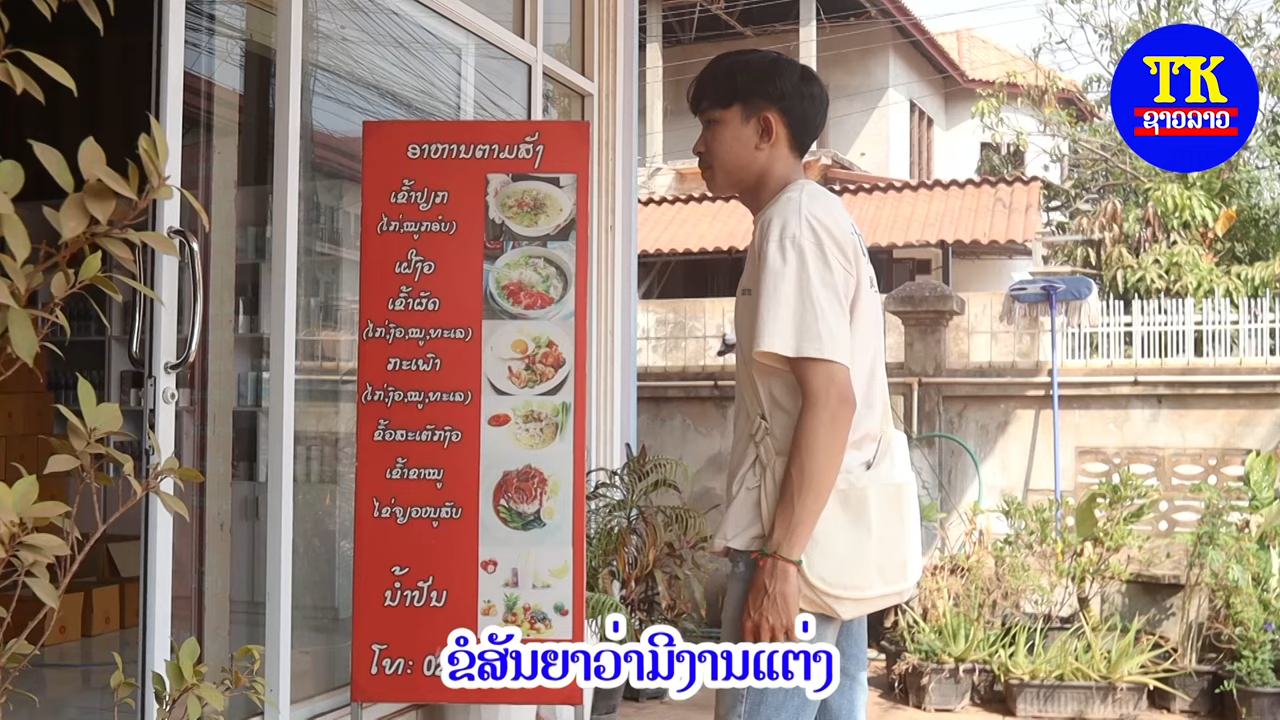 TK
ຊາວລາວ
ອາຫານຕາມສັ່ງ
ເຂົ້າປຽກ
(ໄກ່,ໝູກອບ)
ເຝີງົວ
ເຂົ້າຜັດ
(ໄກ່,ງົວ,ໝູ,ທະເລ)
ກະເພົາ
(ໄກ່,ງົວ,ໝູ,ທະເລ)
ຂົ້ວສະເຕັກງົວ
ເຂົ້າຂາໝູ
ໄຂ່ຈຽວໝູສັບ
ນ້ຳປັ່ນ
ໂທ: 02
ຂໍສັນຍາວ່າມີງານແຕ່ງ